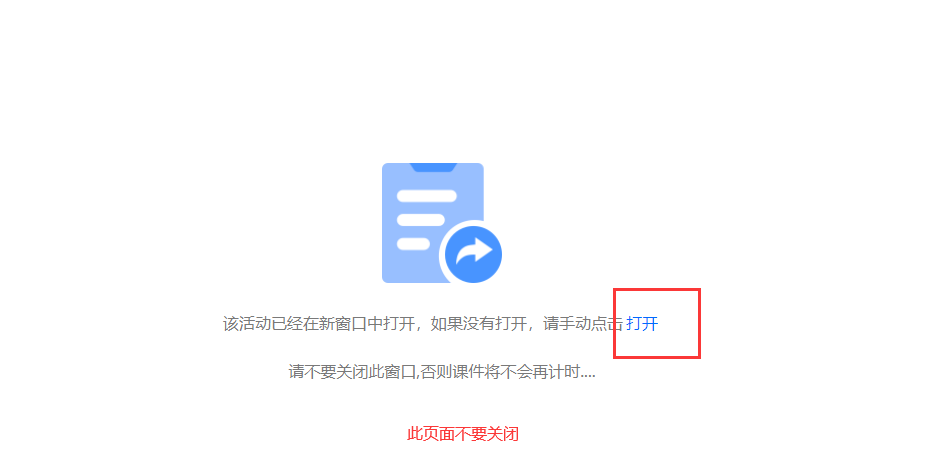 该活动已经在新窗口中打开，如果没有打开，请手动点击 打开
请不要关闭此窗口,否则课件将不会再计时....
此页面不要关闭